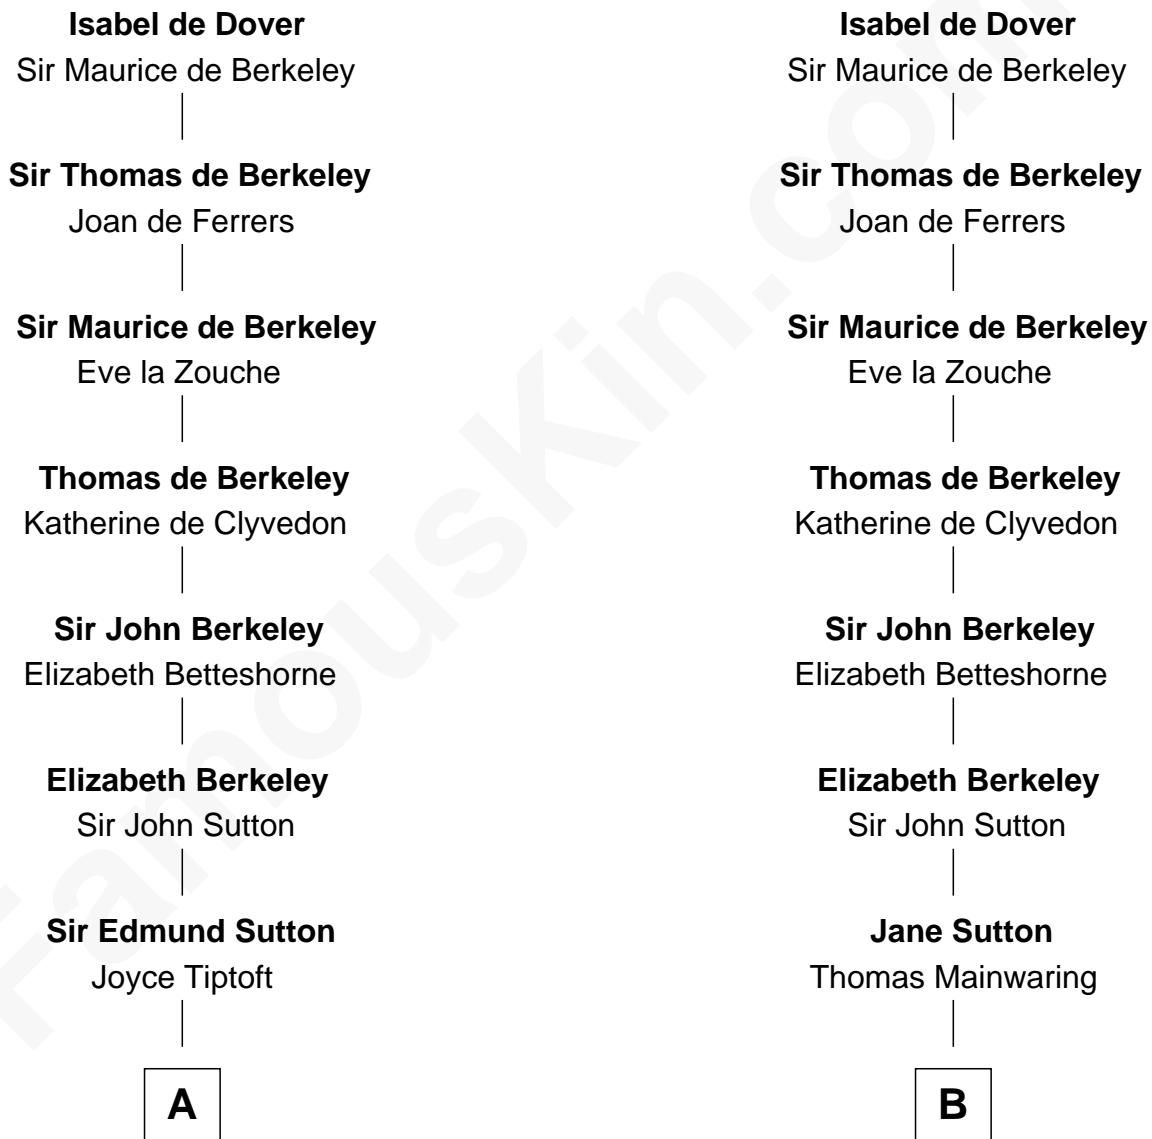 Isabel de Dover
Sir Maurice de Berkeley
Sir Thomas de Berkeley
Joan de Ferrers
Sir Maurice de Berkeley
Eve la Zouche
Thomas de Berkeley
Katherine de Clyvedon
Sir John Berkeley
Elizabeth Betteshorne
Elizabeth Berkeley
Sir John Sutton
Sir Edmund Sutton
Joyce Tiptoft
A
Isabel de Dover
Sir Maurice de Berkeley
Sir Thomas de Berkeley
Joan de Ferrers
Sir Maurice de Berkeley
Eve la Zouche
Thomas de Berkeley
Katherine de Clyvedon
Sir John Berkeley
Elizabeth Betteshorne
Elizabeth Berkeley
Sir John Sutton
Jane Sutton
Thomas Mainwaring
B
FamousKin.com